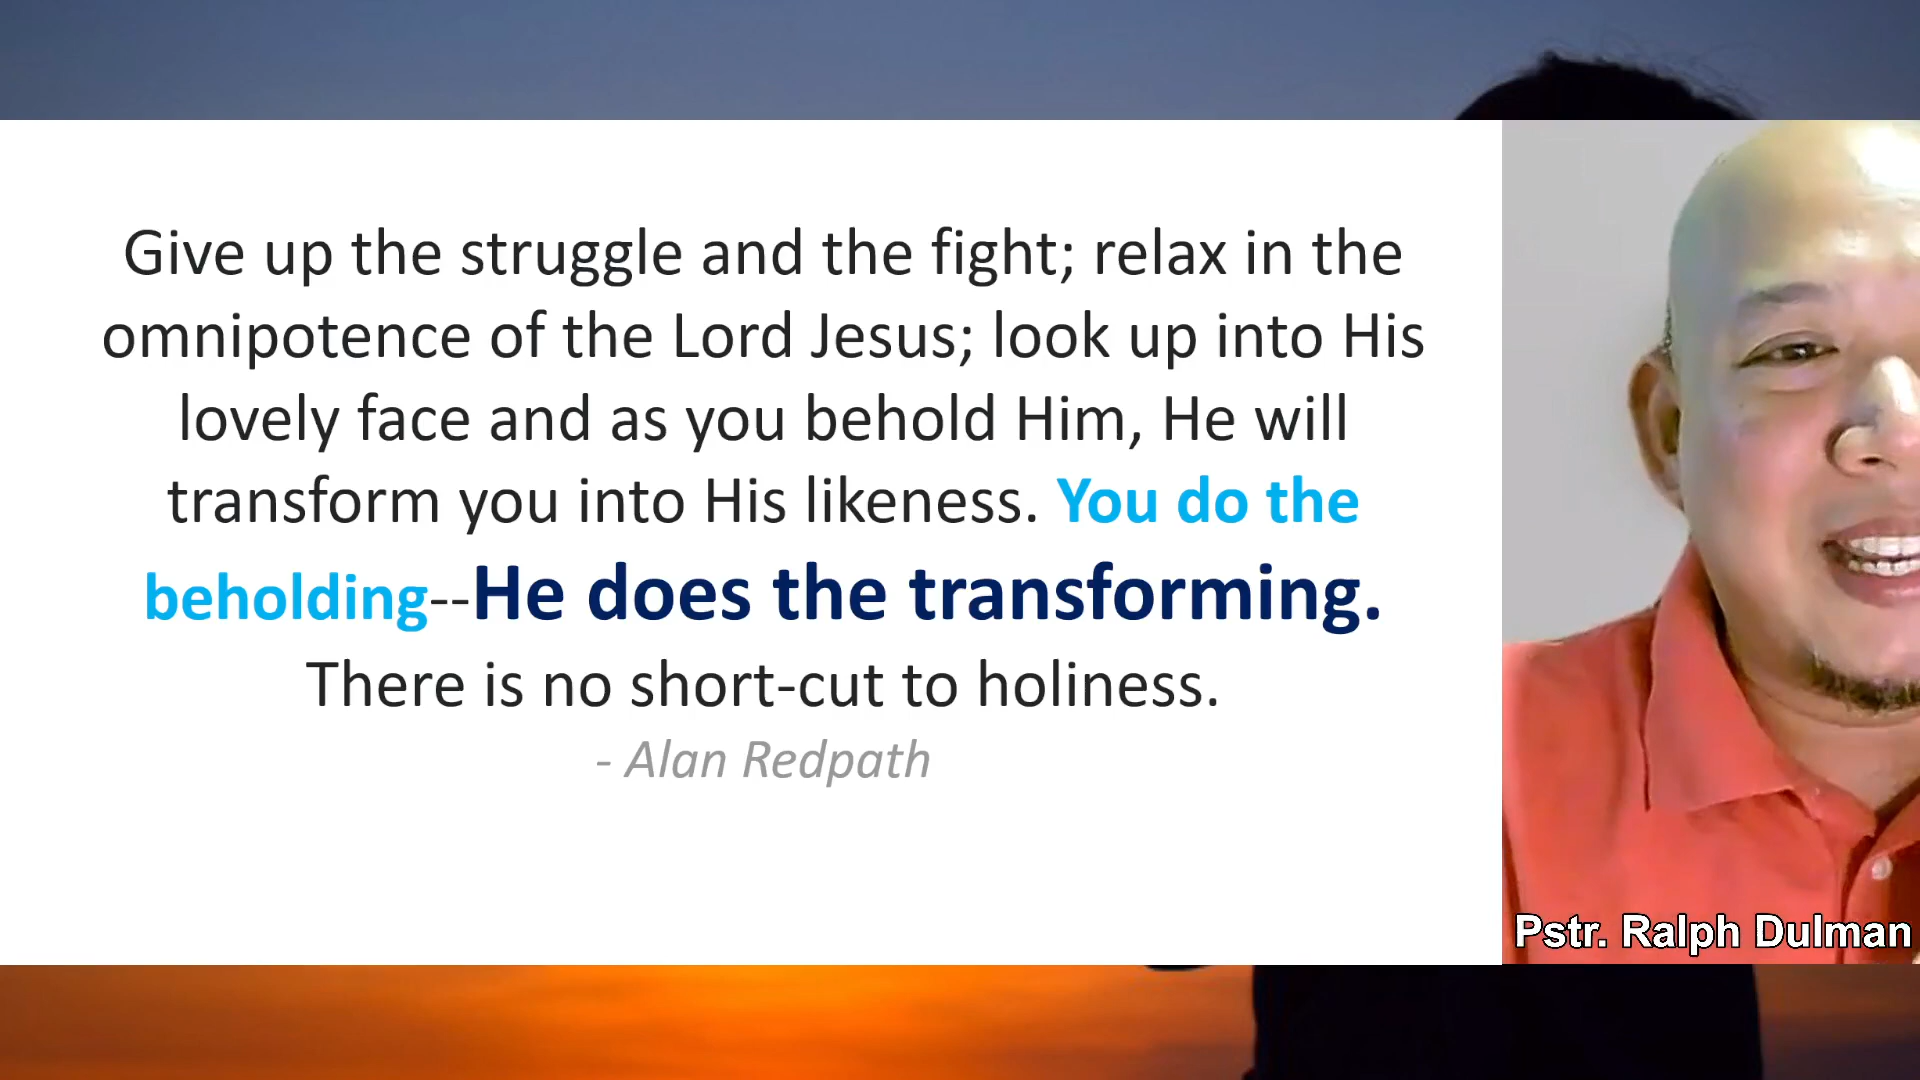 Give up the struggle and the fight; relax in the
omnipotence of the Lord Jesus; look up into His
lovely face and as you behold Him, He will
transform you into His likeness. You do the
beholding--He does the transforming.
There is no short-cut to holiness.
- Alan Redpath
Pstr. Ralph Dulman